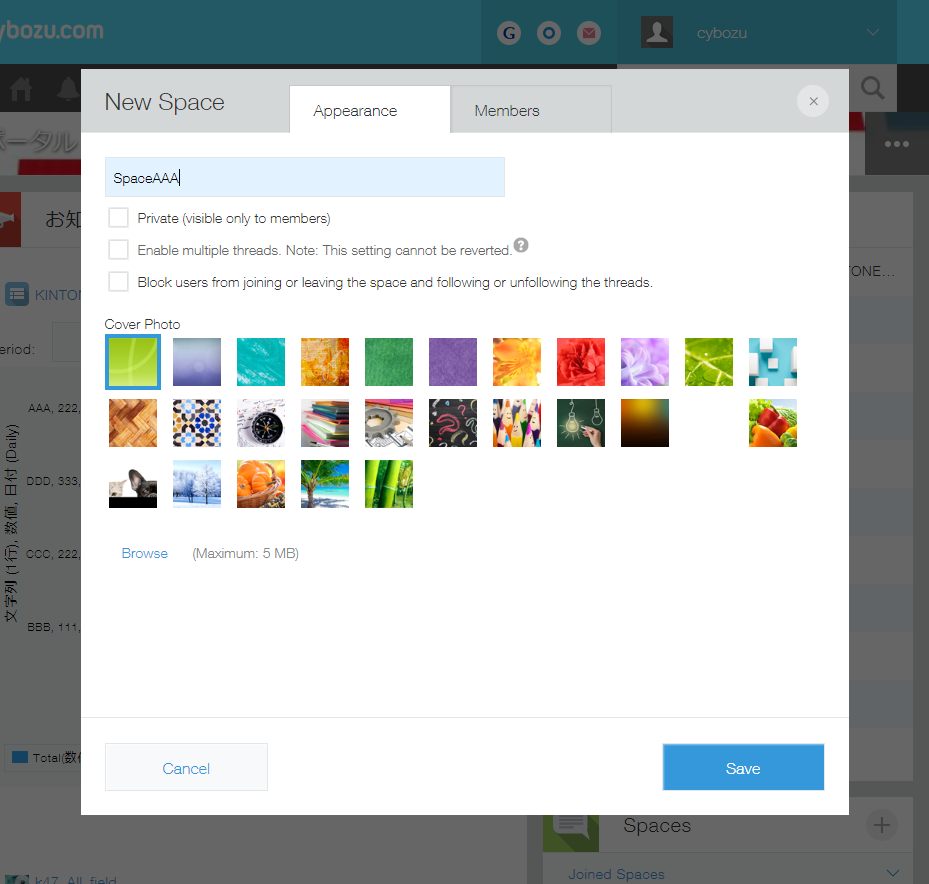 cybozu.com
G
cybozu
ポータル
New Space
Appearance
Members
×
SpaceAAA
Private (visible only to members)
Enable multiple threads. Note: This setting cannot be reverted.
?
Block users from joining or leaving the space and following or unfollowing the threads.
Cover Photo
Browse (Maximum: 5 MB)
Cancel
Save
お知
KINTON
ONE...
eriod:
文字列 (1行), 数値, 日付 (Daily)
AAA, 222,
DDD, 333,
CCC, 222,
BBB, 111,
Total(数値
Spaces
Joined Spaces
k47_All_field